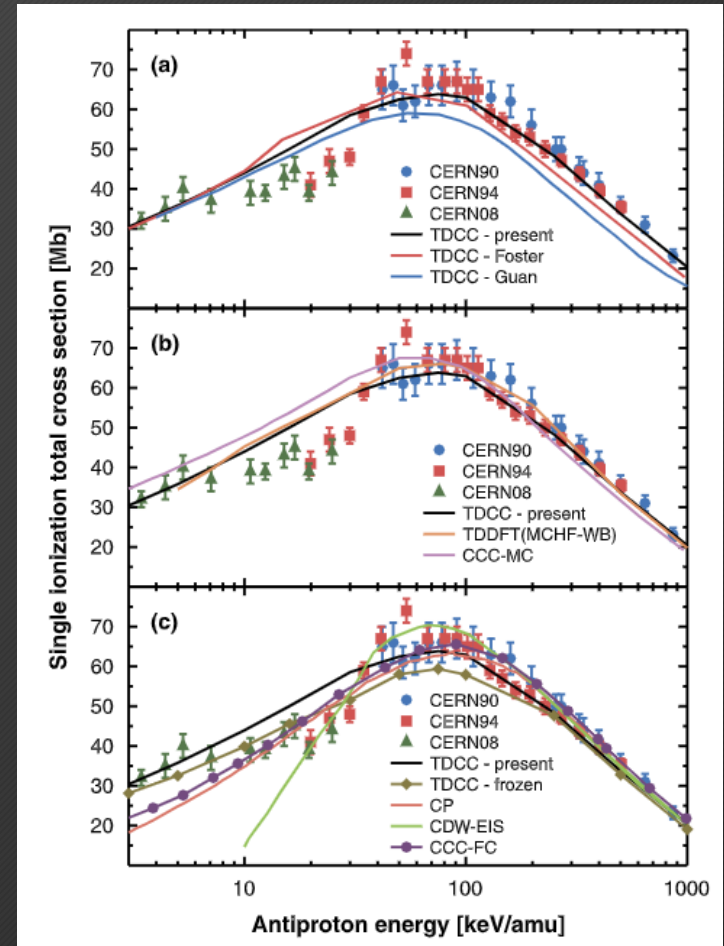 Single ionization total cross section [Mb]
(a)
70
60
50
40
30
20
CERN90
CERN94
CERN08
TDCC - present
TDCC - Foster
TDCC - Guan
(b)
70
60
50
40
30
20
CERN90
CERN94
CERN08
TDCC - present
TDDFT(MCHF-WB)
CCC-MC
(c)
70
60
50
40
30
20
CERN90
CERN94
CERN08
TDCC - present
TDCC - frozen
CP
CDW-EIS
CCC-FC
10 100 1000
Antiproton energy [keV/amu]